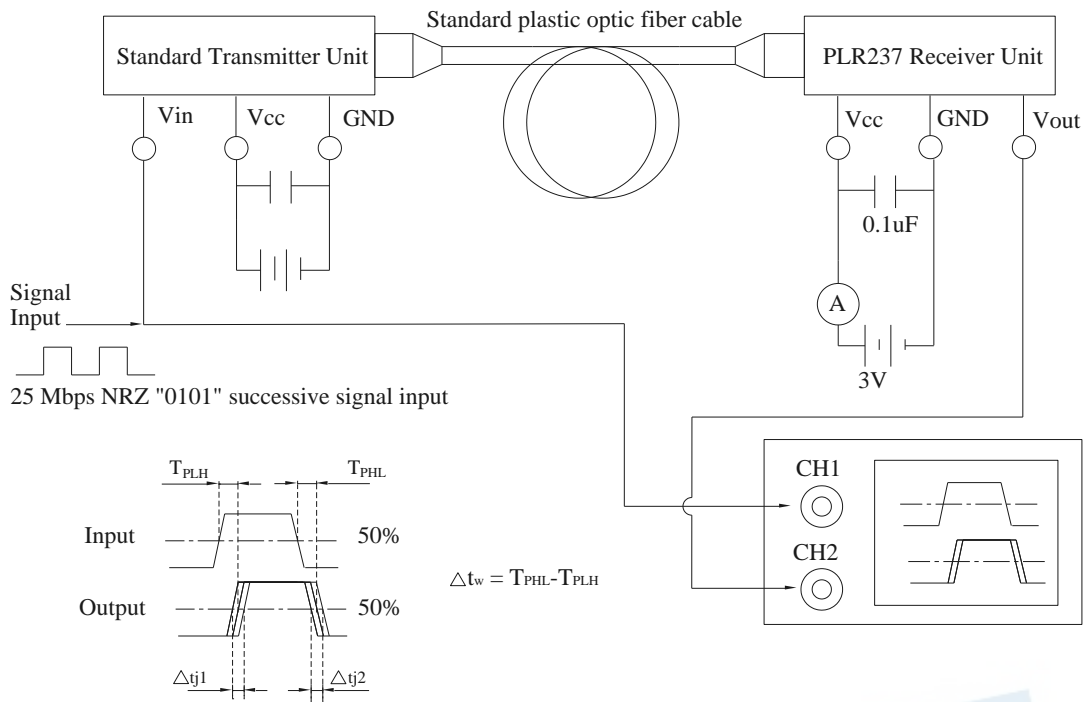 Standard plastic optic fiber cable
Standard Transmitter Unit
PLR237 Receiver Unit
Vin
Vcc
GND
Vcc
GND
Vout
0.1uF
A
3V
Signal
Input
25 Mbps NRZ "0101" successive signal input
TPLH
TPHL
Input
50%
Output
50%
△tj1
△tj2
△tw = TPHL-TPLH
CH1
CH2